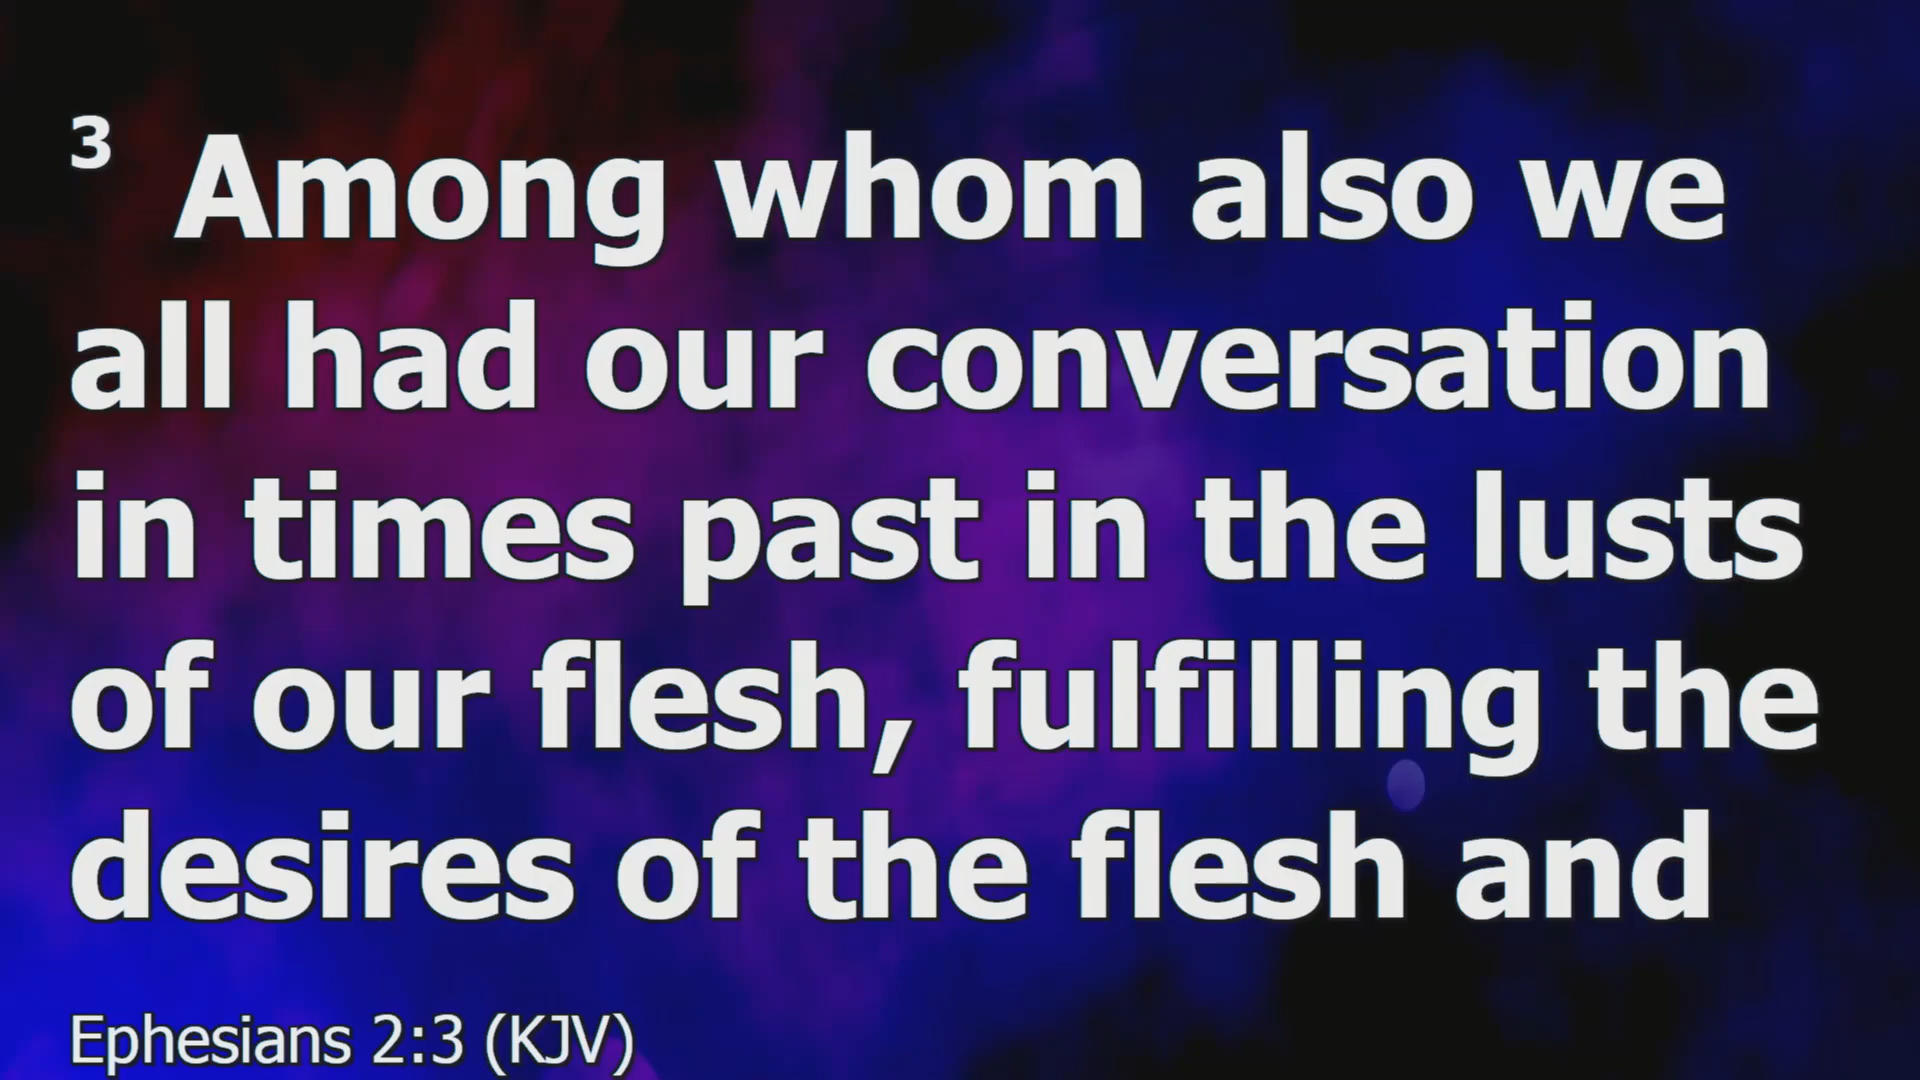 3 Among whom also we
all had our conversation
in times past in the lusts
of our flesh, fulfilling the
desires of the flesh and
Ephesians 2:3 (KJV)